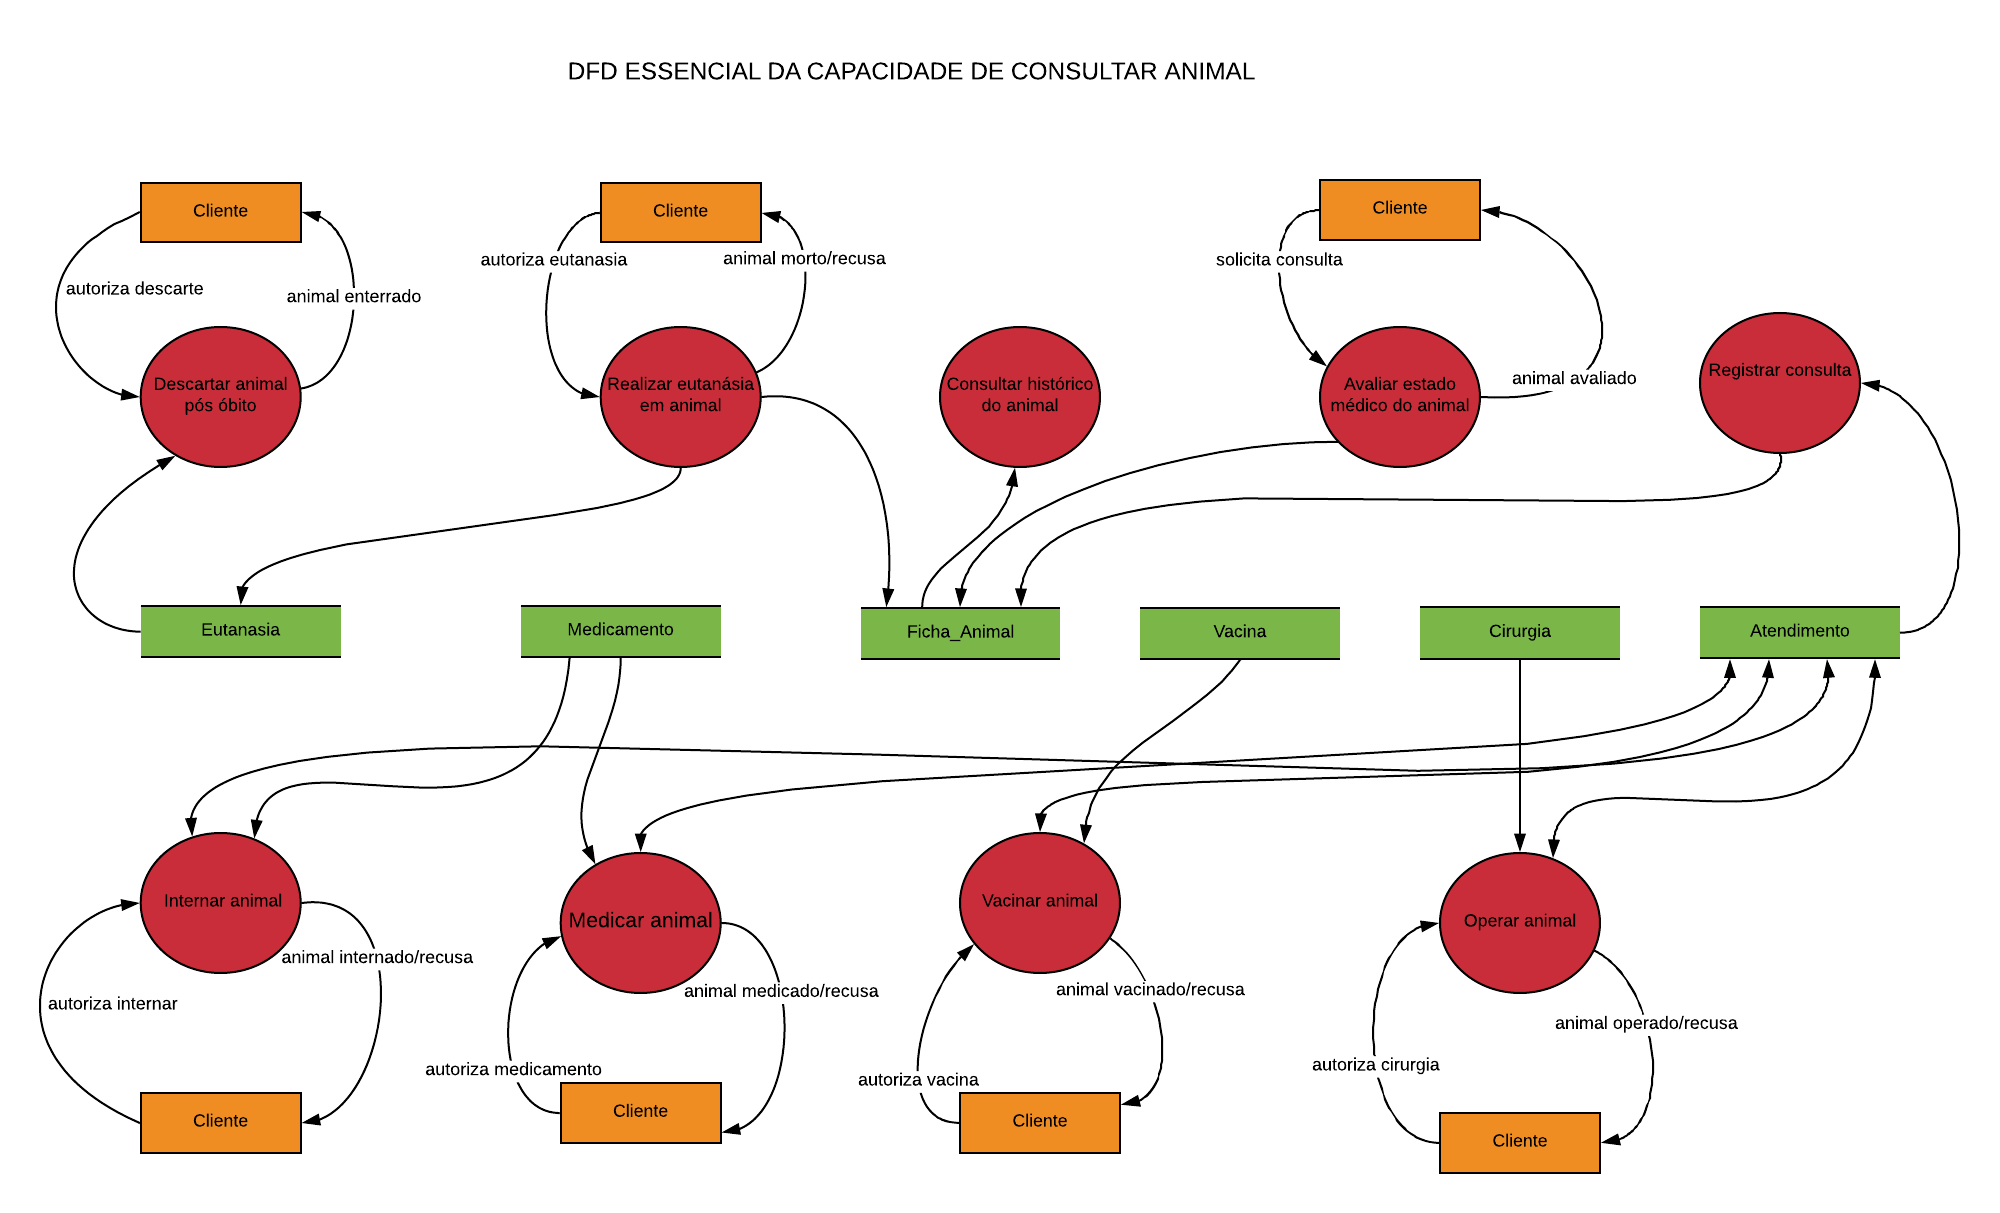 DFD ESSENCIAL DA CAPACIDADE DE CONSULTAR ANIMAL
Cliente
Cliente
Cliente
autoriza descarte
animal enterrado
autoriza eutanasia
animal morto/recusa
solicita consulta
animal avaliado
Descartar animal
pós óbito
Realizar eutanásia
em animal
Consultar histórico
do animal
Avaliar estado
médico do animal
Registrar consulta
Eutanasia
Medicamento
Ficha_Animal
Vacina
Cirurgia
Atendimento
Internar animal
Medicar animal
Vacinar animal
Operar animal
animal internado/recusa
autoriza internar
animal medicado/recusa
autoriza medicamento
animal vacinado/recusa
autoriza vacina
animal operado/recusa
autoriza cirurgia
Cliente
Cliente
Cliente
Cliente